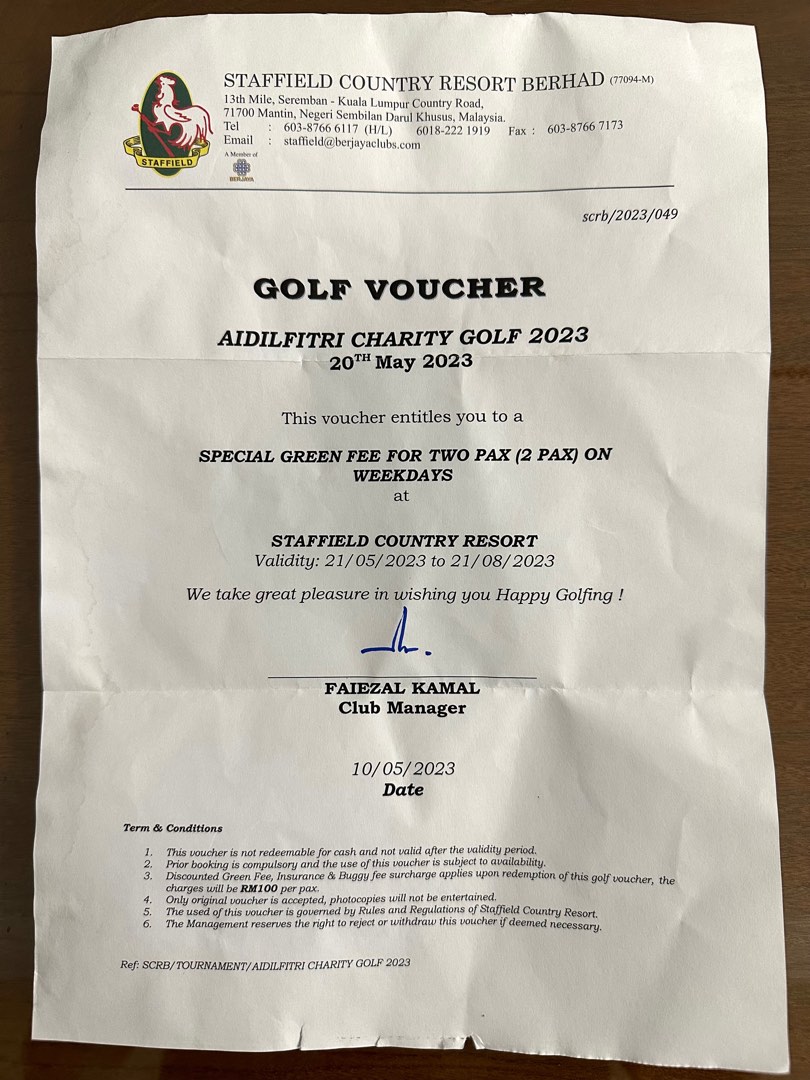 STAFFIELD COUNTRY RESORT BERHAD (77094-M)
13th Mile, Seremban - Kuala Lumpur Country Road,
71700 Mantin, Negeri Sembilan Darul Khusus, Malaysia.
Tel : 603-8766 6117 (H/L) 6018-222 1919 Fax : 603-8766 7173
Email : staffield@berjayaclubs.com
STAFFIELD
A Member of
BERJAYA
scrb/2023/049
GOLF VOUCHER
AIDILFITRI CHARITY GOLF 2023
20TH May 2023
This voucher entitles you to a
SPECIAL GREEN FEE FOR TWO PAX (2 PAX) ON
WEEKDAYS
at
STAFFIELD COUNTRY RESORT
Validity: 21/05/2023 to 21/08/2023
We take great pleasure in wishing you Happy Golfing !
FAIEZAL KAMAL
Club Manager
10/05/2023
Date
Term & Conditions
1. This voucher is not redeemable for cash and not valid after the validity period.
2. Prior booking is compulsory and the use of this voucher is subject to availability.
3. Discounted Green Fee, Insurance & Buggy fee surcharge applies upon redemption of this golf voucher, the
charges will be RM100 per pax.
4. Only original voucher is accepted, photocopies will not be entertained.
5. The used of this voucher is governed by Rules and Regulations of Staffield Country Resort.
6. The Management reserves the right to reject or withdraw this voucher if deemed necessary.
Ref: SCRB/TOURNAMENT/AIDILFITRI CHARITY GOLF 2023